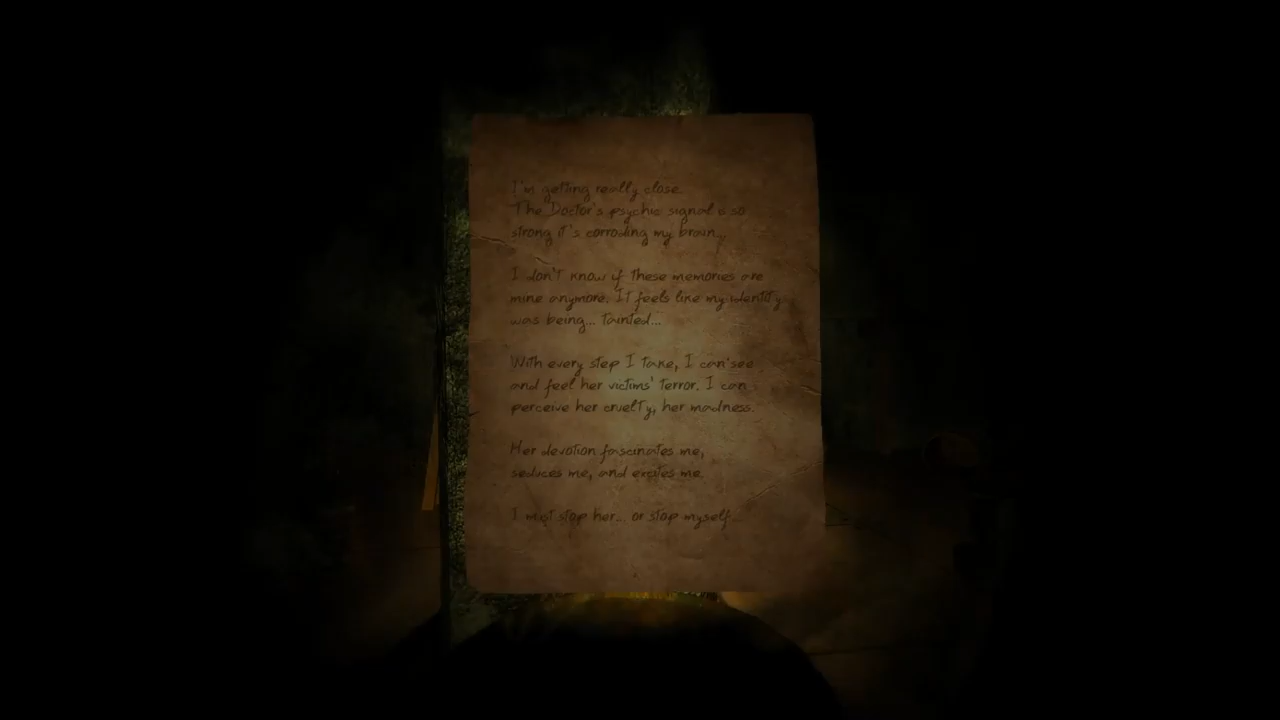 I'm getting really close.
The Doctor's psychic signal is so
strong it's corroding my brain...
I don't know if these memories are
mine anymore. It feels like my identity
was being... tainted...
With every step I take, I can see
and feel her victims' terror. I can
perceive her cruelty, her madness.
Her devotion fascinates me,
seduces me, and excites me.
I must stop her... or stop myself...